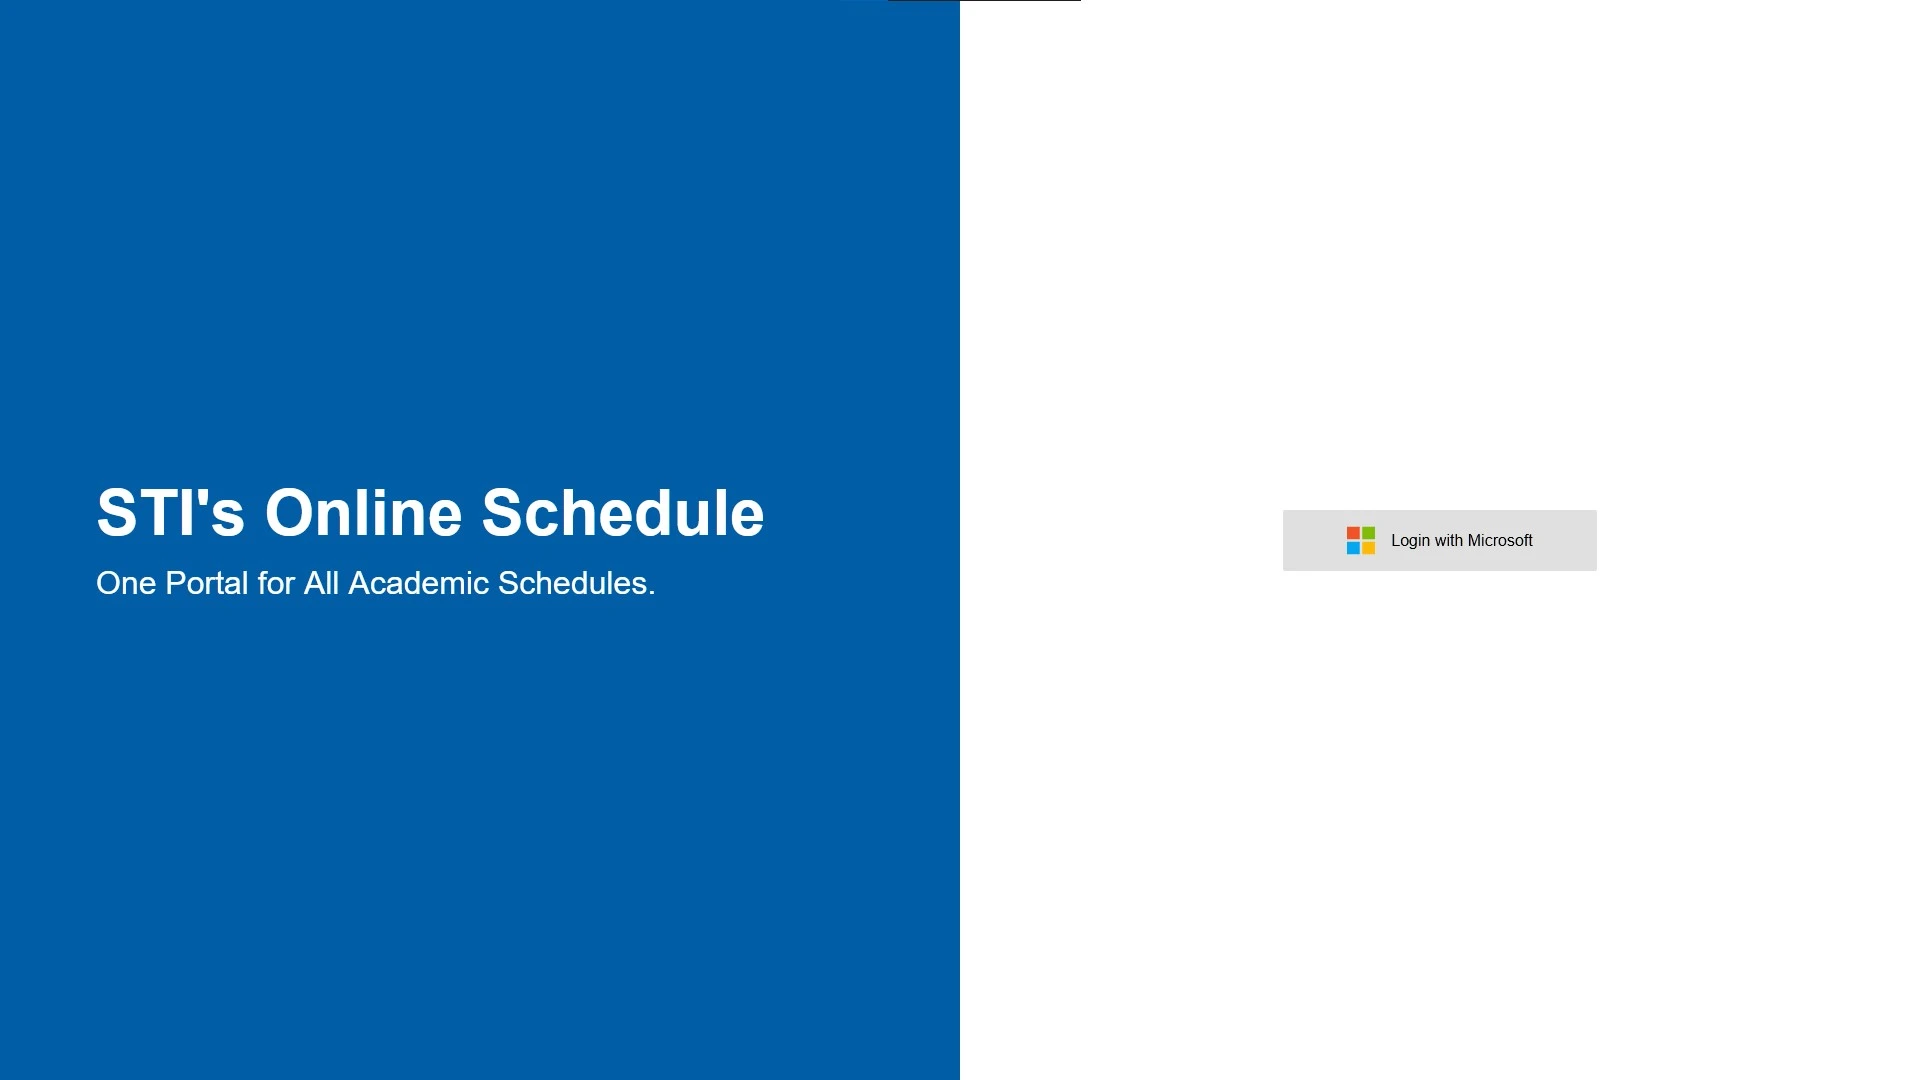 STI's Online Schedule
One Portal for All Academic Schedules.
Login with Microsoft